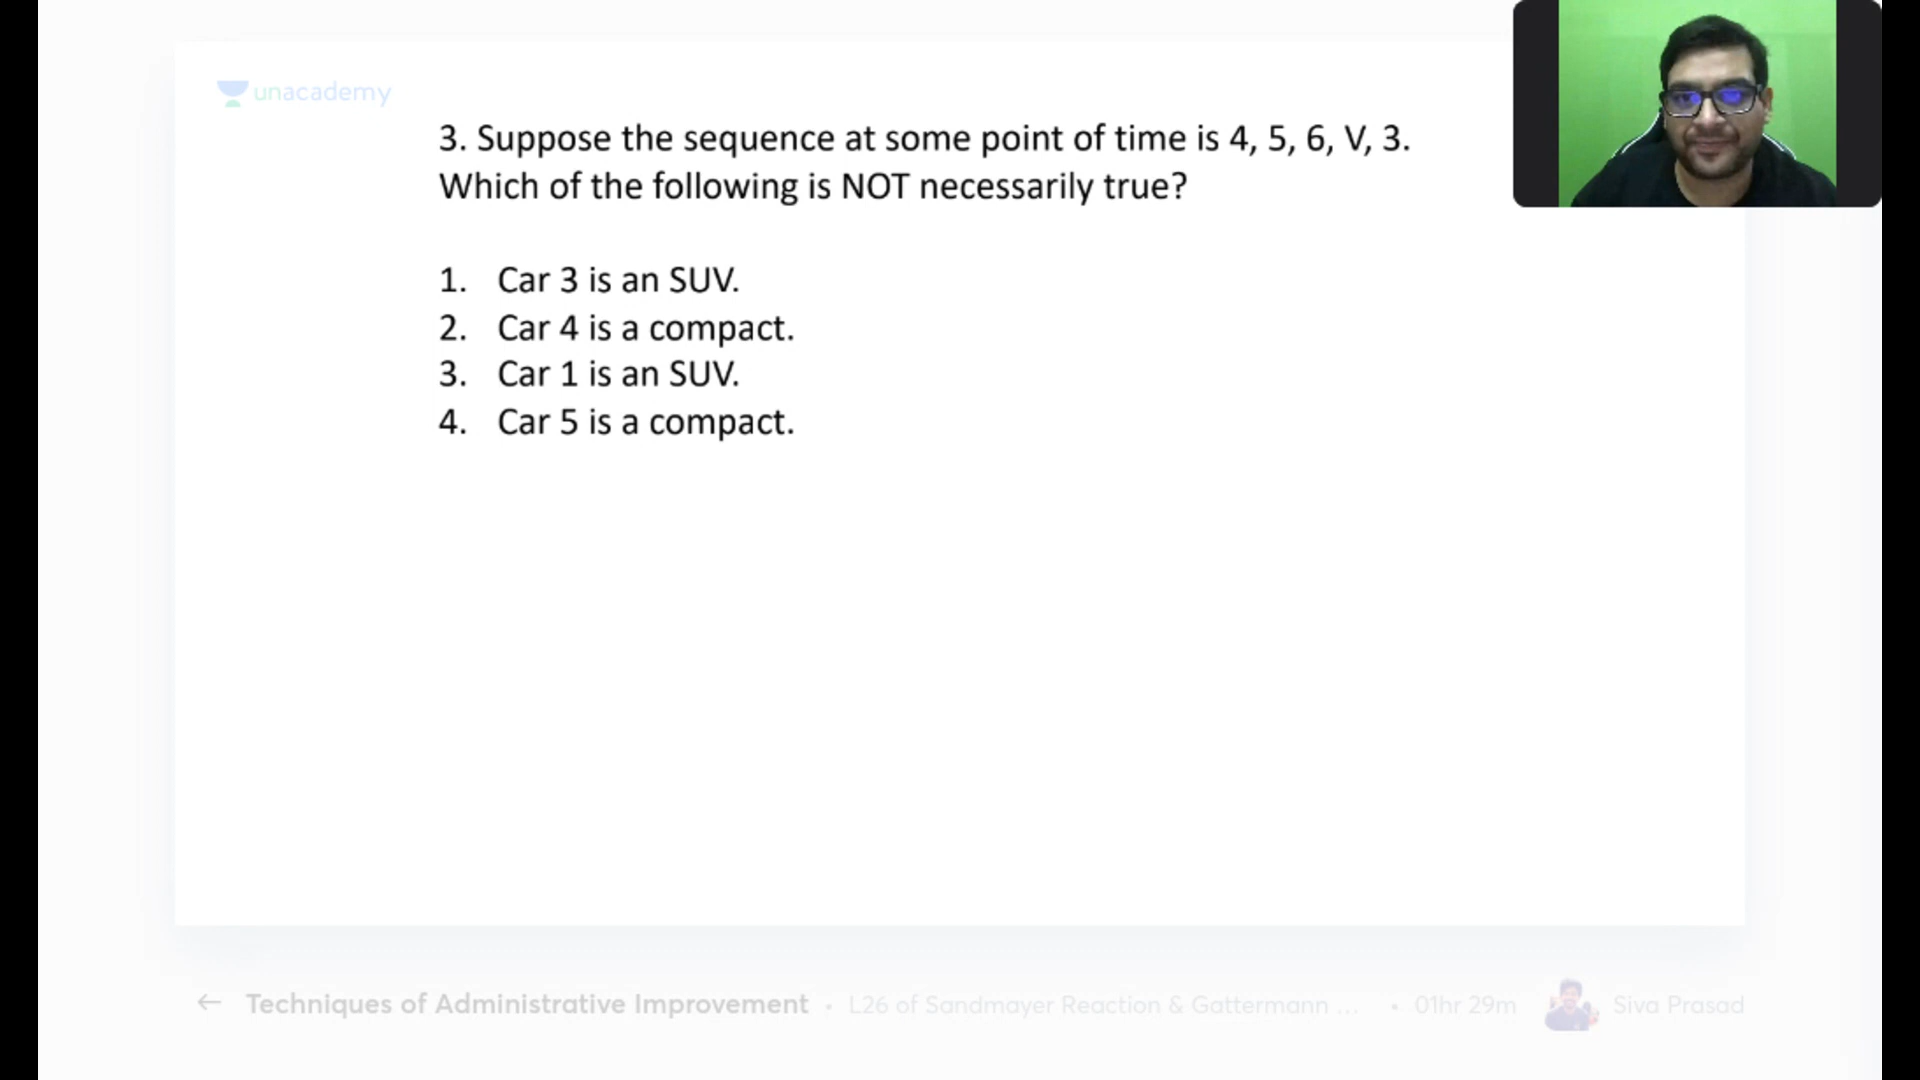 unacademy
3. Suppose the sequence at some point of time is 4, 5, 6, V, 3.
Which of the following is NOT necessarily true?
1. Car 3 is an SUV.
2. Car 4 is a compact.
3. Car 1 is an SUV.
4. Car 5 is a compact.
← Techniques of Administrative Improvement • L26 of Sandmayer Reaction & Gattermann ... • 01hr 29m Siva Prasad